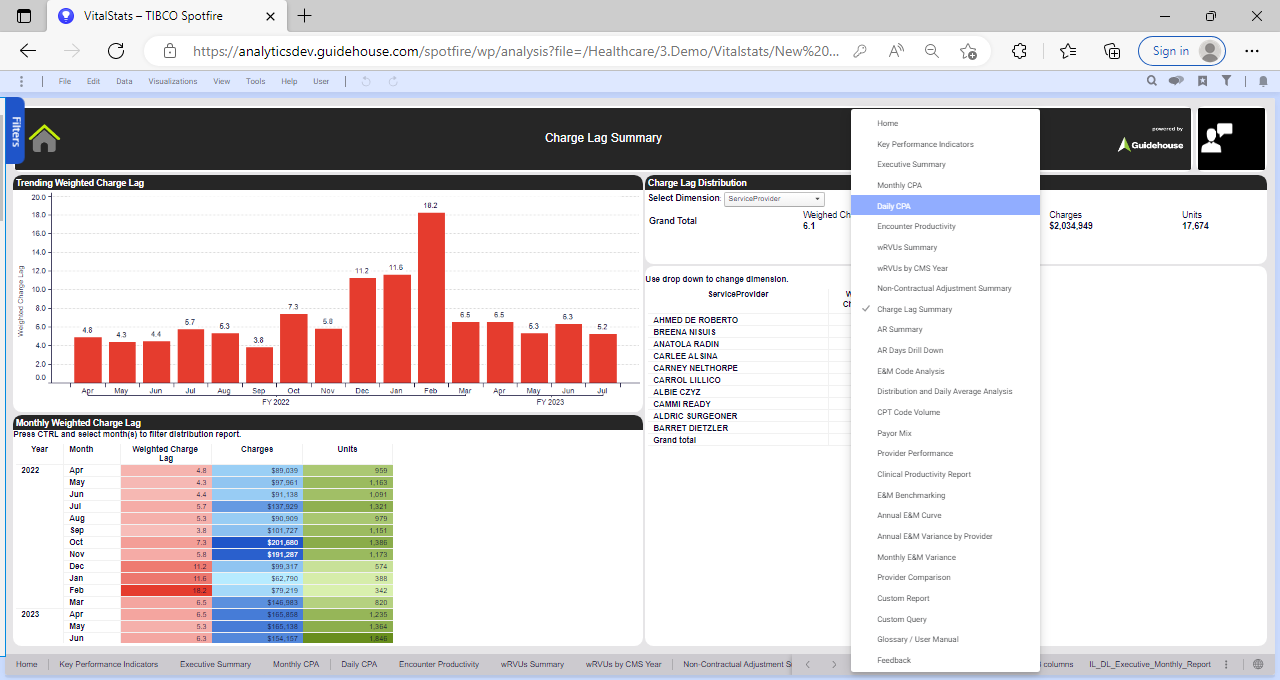 VitalStats – TIBCO Spotfire
https://analyticsdev.guidehouse.com/spotfire/wp/analysis?file=/Healthcare/3.Demo/Vitalstats/New%20...
Sign in
File Edit Data Visualizations View Tools Help User
Filters
Charge Lag Summary
powered by
Guidehouse
Trending Weighted Charge Lag
20.0
18.0
16.0
14.0
12.0
10.0
8.0
6.0
4.0
2.0
0.0
Weighted Charge Lag
4.8 4.3 4.4 5.7 5.3 3.8 7.3 5.8 11.2 11.6 18.2 6.5 6.5 5.3 6.3 5.2
Apr May Jun Jul Aug Sep Oct Nov Dec Jan Feb Mar Apr May Jun Jul
FY 2022 FY 2023
Charge Lag Distribution
Select Dimension: ServiceProvider
Weighed Ch Charges Units
Grand Total 6.1 $2,034,949 17,674
Use drop down to change dimension.
ServiceProvider W
Ch
AHMED DE ROBERTO
BREENA NISUIS
ANATOLA RADIN
CARLEE ALSINA
CARNEY NELTHORPE
CARROL LILLICO
ALBIE CZYZ
CAMMI READY
ALDRIC SURGEONER
BARRET DIETZLER
Grand total
Monthly Weighted Charge Lag
Press CTRL and select month(s) to filter distribution report.
Year Month Weighted Charge Lag Charges Units
2022 Apr 4.8 $89,039 959
May 4.3 $97,961 1,163
Jun 4.4 $91,138 1,091
Jul 5.7 $137,929 1,321
Aug 5.3 $90,909 979
Sep 3.8 $101,727 1,151
Oct 7.3 $201,680 1,386
Nov 5.8 $191,287 1,173
Dec 11.2 $99,317 574
Jan 11.6 $62,790 388
Feb 18.2 $79,219 342
Mar 6.5 $146,983 820
2023 Apr 6.5 $165,858 1,235
May 5.3 $165,138 1,364
Jun 6.3 $154,157 1,846
Home
Key Performance Indicators
Executive Summary
Monthly CPA
Daily CPA
Encounter Productivity
wRVUs Summary
wRVUs by CMS Year
Non-Contractual Adjustment Summary
Charge Lag Summary
AR Summary
AR Days Drill Down
E&M Code Analysis
Distribution and Daily Average Analysis
CPT Code Volume
Payor Mix
Provider Performance
Clinical Productivity Report
E&M Benchmarking
Annual E&M Curve
Annual E&M Variance by Provider
Monthly E&M Variance
Provider Comparison
Custom Report
Custom Query
Glossary / User Manual
Feedback
Home Key Performance Indicators Executive Summary Monthly CPA Daily CPA Encounter Productivity wRVUs Summary wRVUs by CMS Year Non-Contractual Adjustment S columns IL_DL_Executive_Monthly_Report